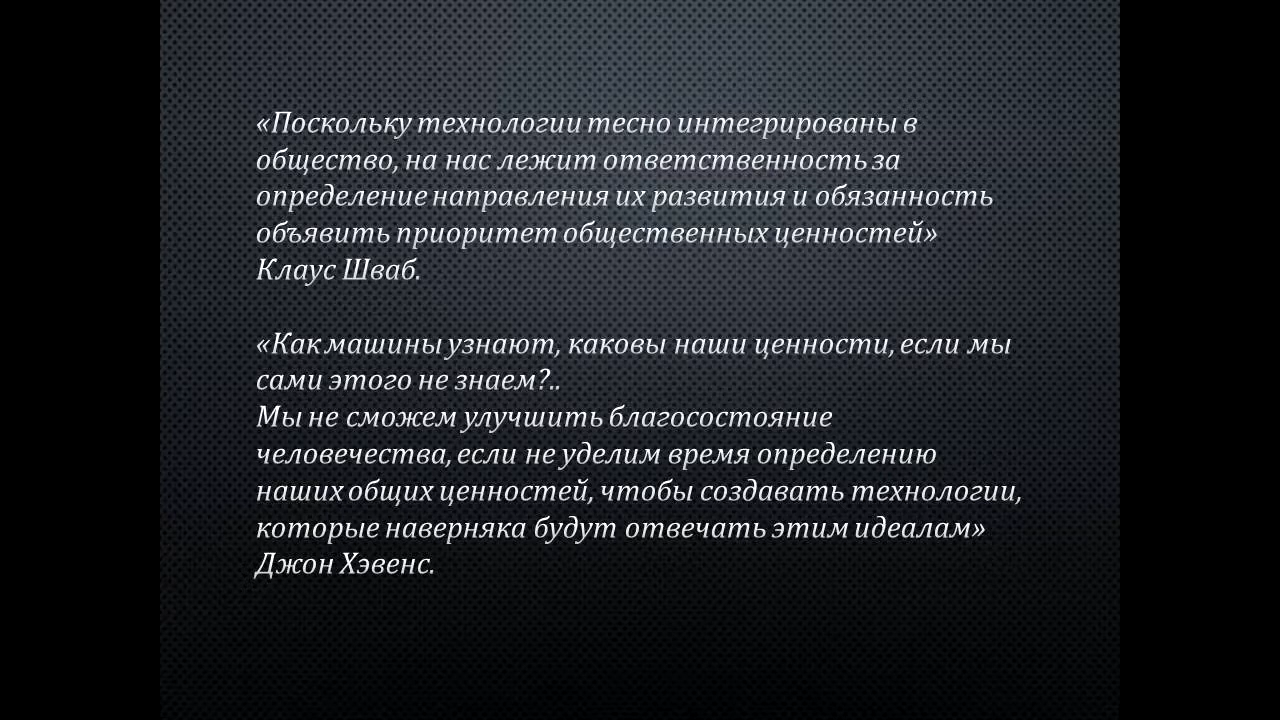 «Поскольку технологии тесно интегрированы в
общество, на нас лежит ответственность за
определение направления их развития и обязанность
объявить приоритет общественных ценностей»
Клаус Шваб.
«Как машины узнают, каковы наши ценности, если мы
сами этого не знаем?..
Мы не сможем улучшить благосостояние
человечества, если не уделим время определению
наших общих ценностей, чтобы создавать технологии,
которые наверняка будут отвечать этим идеалам»
Джон Хэвенс.